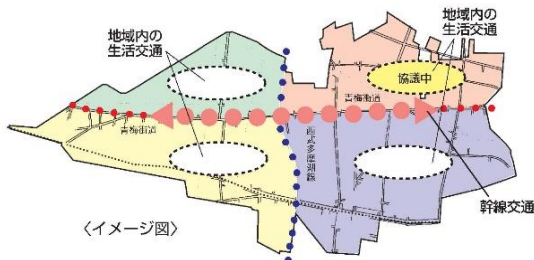 地域内の
生活交通
地域内の
生活交通
協議中
青梅街道
青梅街道
西武多摩湖線
幹線交通
〈イメージ図〉